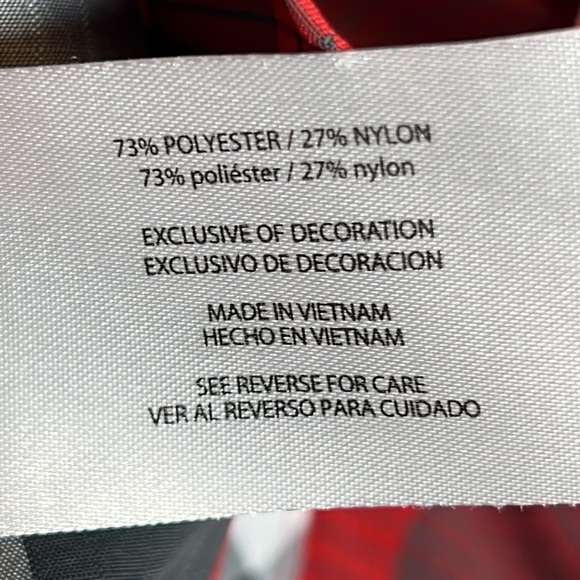 73% POLYESTER / 27% NYLON
73% poliéster / 27% nylon
EXCLUSIVE OF DECORATION
EXCLUSIVO DE DECORACION
MADE IN VIETNAM
HECHO EN VIETNAM
SEE REVERSE FOR CARE
VER AL REVERSO PARA CUIDADO